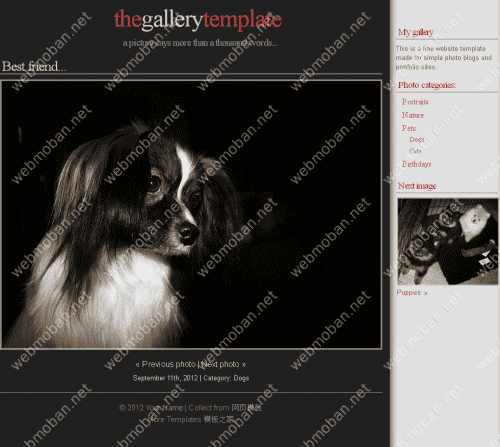 thegallerytemplate
a picture says more than a thousand words...
Best friend...
« Previous photo | Next photo »
September 11th, 2012 | Category: Dogs
© 2012 Your Name | Collect from 网页模板
More Templates 模板之家
My gallery
This is a free website template
made for simple photo blogs and
portfolio sites.
Photo categories:
Portraits
Nature
Pets
Dogs
Cats
Birthdays
Next image
Puppies »
webmoban.net